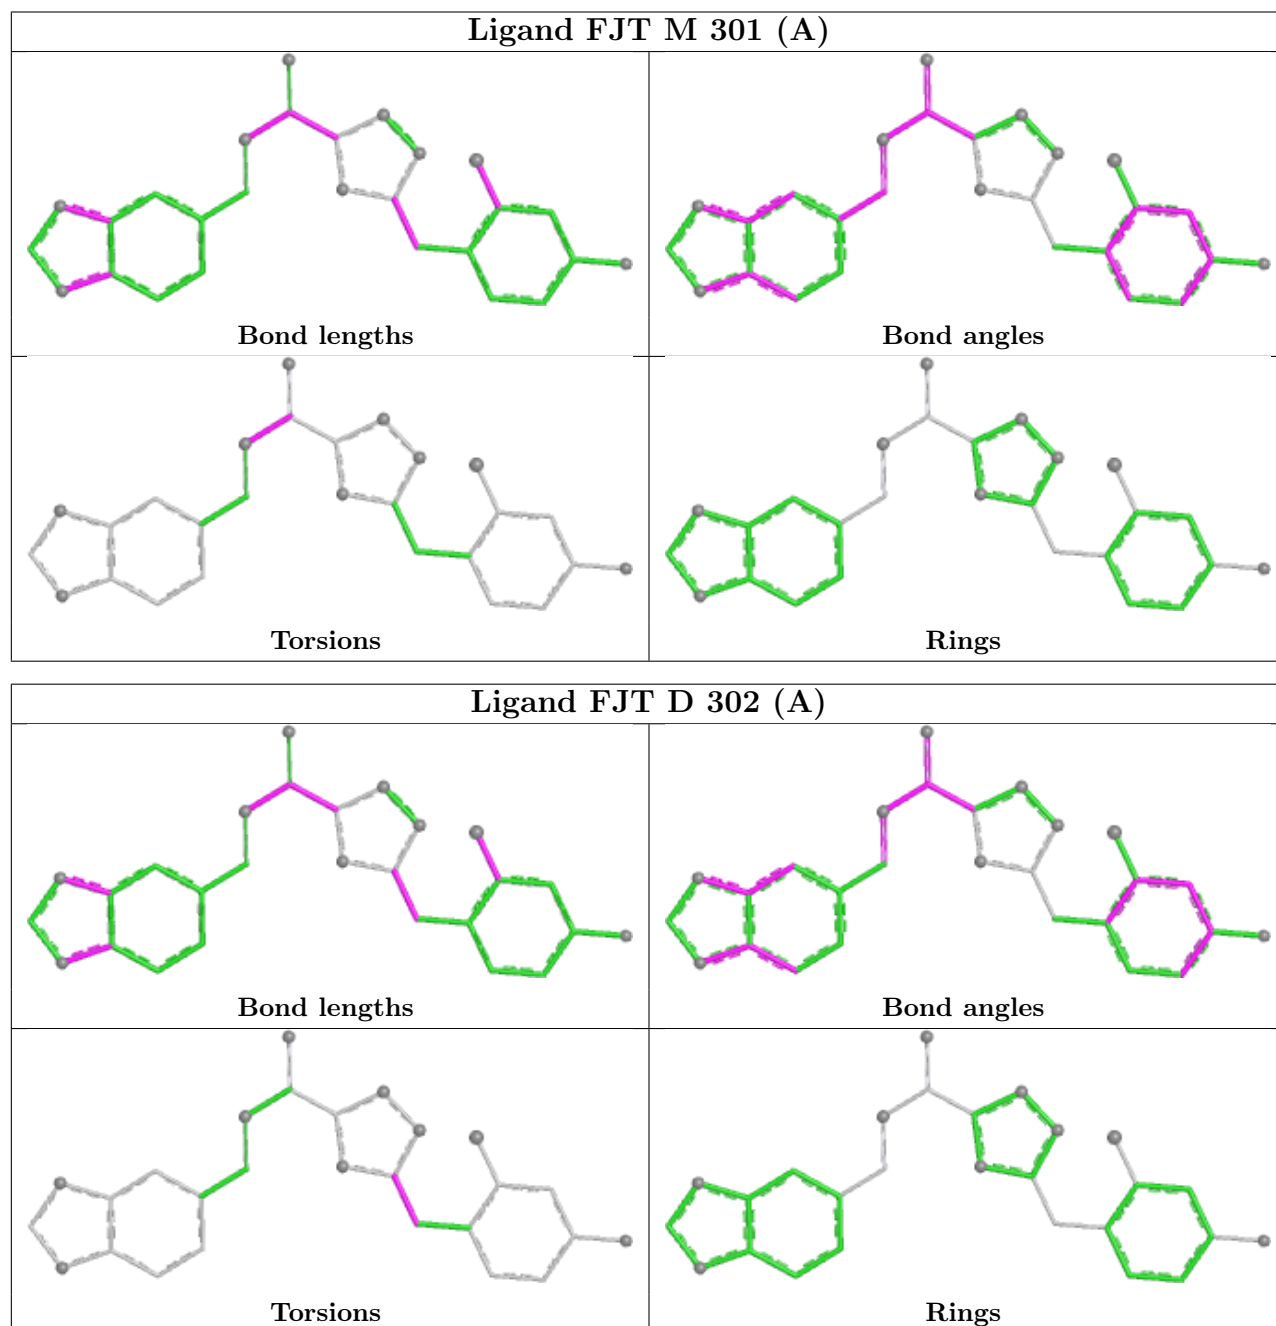 Ligand FJT M 301 (A)
Bond lengths
Bond angles
Torsions
Rings
Ligand FJT D 302 (A)
Bond lengths
Bond angles
Torsions
Rings